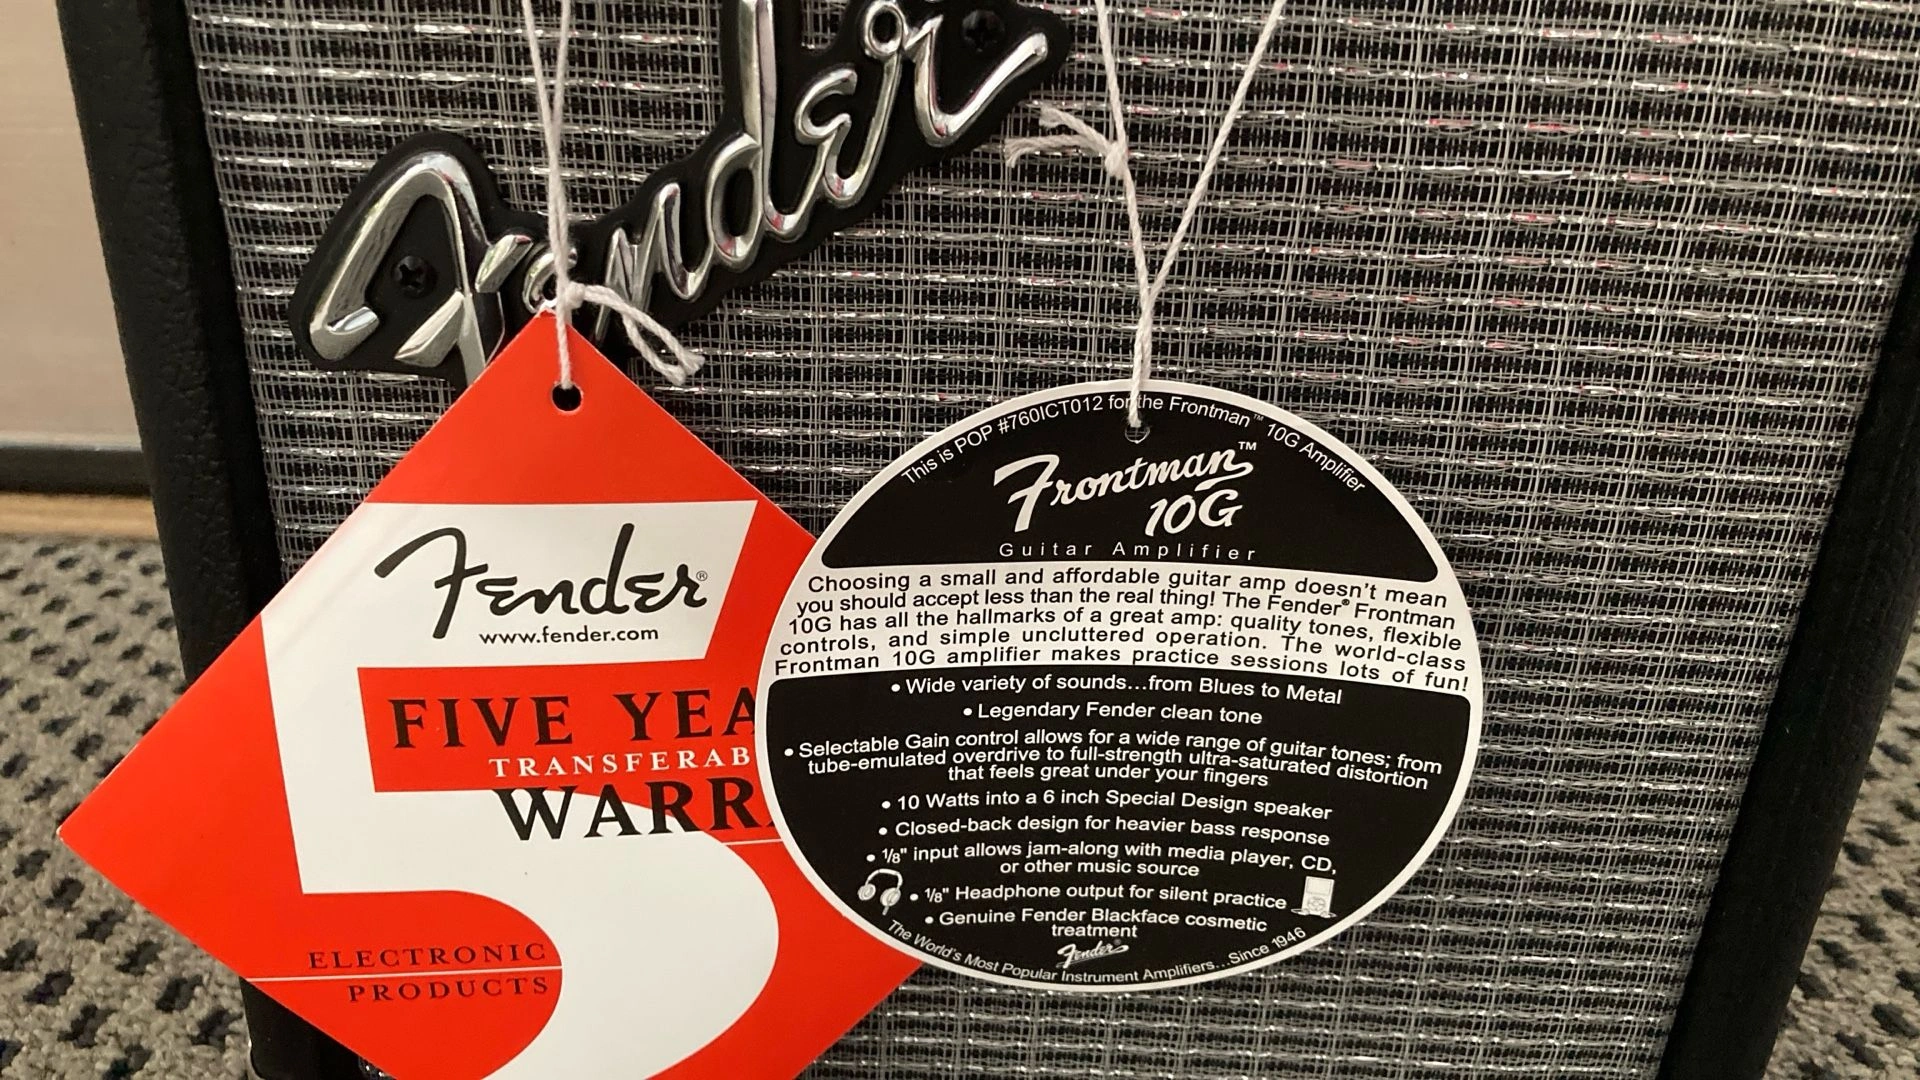 Fender
Fender®
www.fender.com
FIVE YEA
TRANSFERAB
WARR
5
ELECTRONIC
PRODUCTS
This is POP #760ICT012 for the Frontman™ 10G Amplifier
Frontman™
10G
Guitar Amplifier
Choosing a small and affordable guitar amp doesn't mean
you should accept less than the real thing! The Fender® Frontman
10G has all the hallmarks of a great amp: quality tones, flexible
controls, and simple uncluttered operation. The world-class
Frontman 10G amplifier makes practice sessions lots of fun!
• Wide variety of sounds...from Blues to Metal
• Legendary Fender clean tone
• Selectable Gain control allows for a wide range of guitar tones; from
tube-emulated overdrive to full-strength ultra-saturated distortion
that feels great under your fingers
• 10 Watts into a 6 inch Special Design speaker
• Closed-back design for heavier bass response
• 1/8" input allows jam-along with media player, CD,
or other music source
• 1/8" Headphone output for silent practice
• Genuine Fender Blackface cosmetic
treatment
Fender
The World's Most Popular Instrument Amplifiers...Since 1946